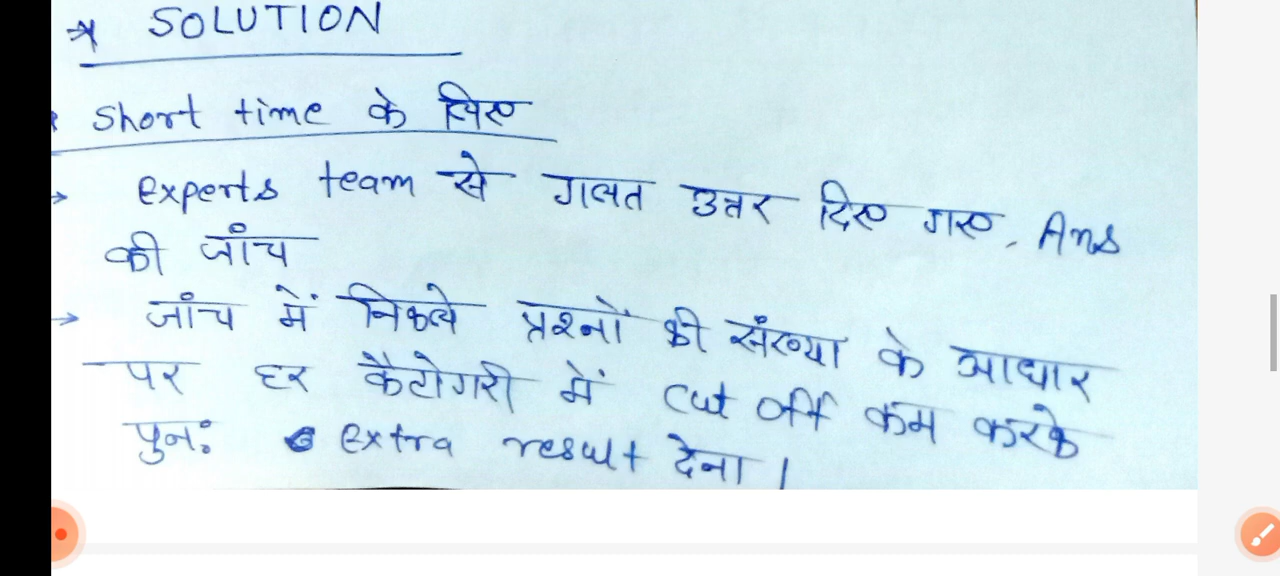 * SOLUTION
Short time के लिए
→ experts team से गलत उत्तर दिए गए, Ans
की जांच
→ जांच में निकले प्रश्नों की संख्या के आधार
पर हर कैटोगरी में cut off कम करके
पुनः extra result देना।